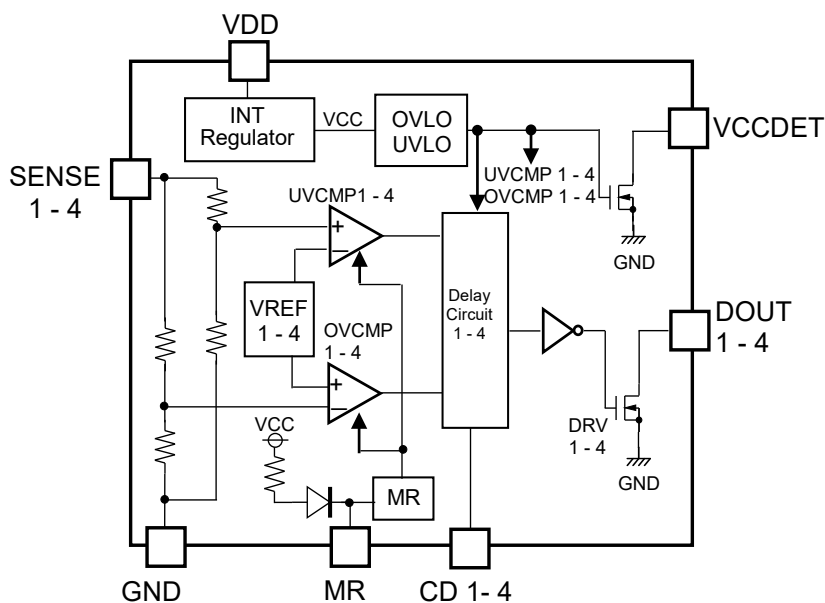 VDD
INT
Regulator
VCC
OVLO
UVLO
VCCDET
SENSE
1 - 4
UVCMP1 - 4
UVCMP 1 - 4
OVCMP 1 - 4
GND
VREF
1 - 4
OVCMP
1 - 4
Delay
Circuit
1 - 4
DOUT
1 - 4
VCC
DRV
1 - 4
GND
MR
GND
MR
CD 1- 4